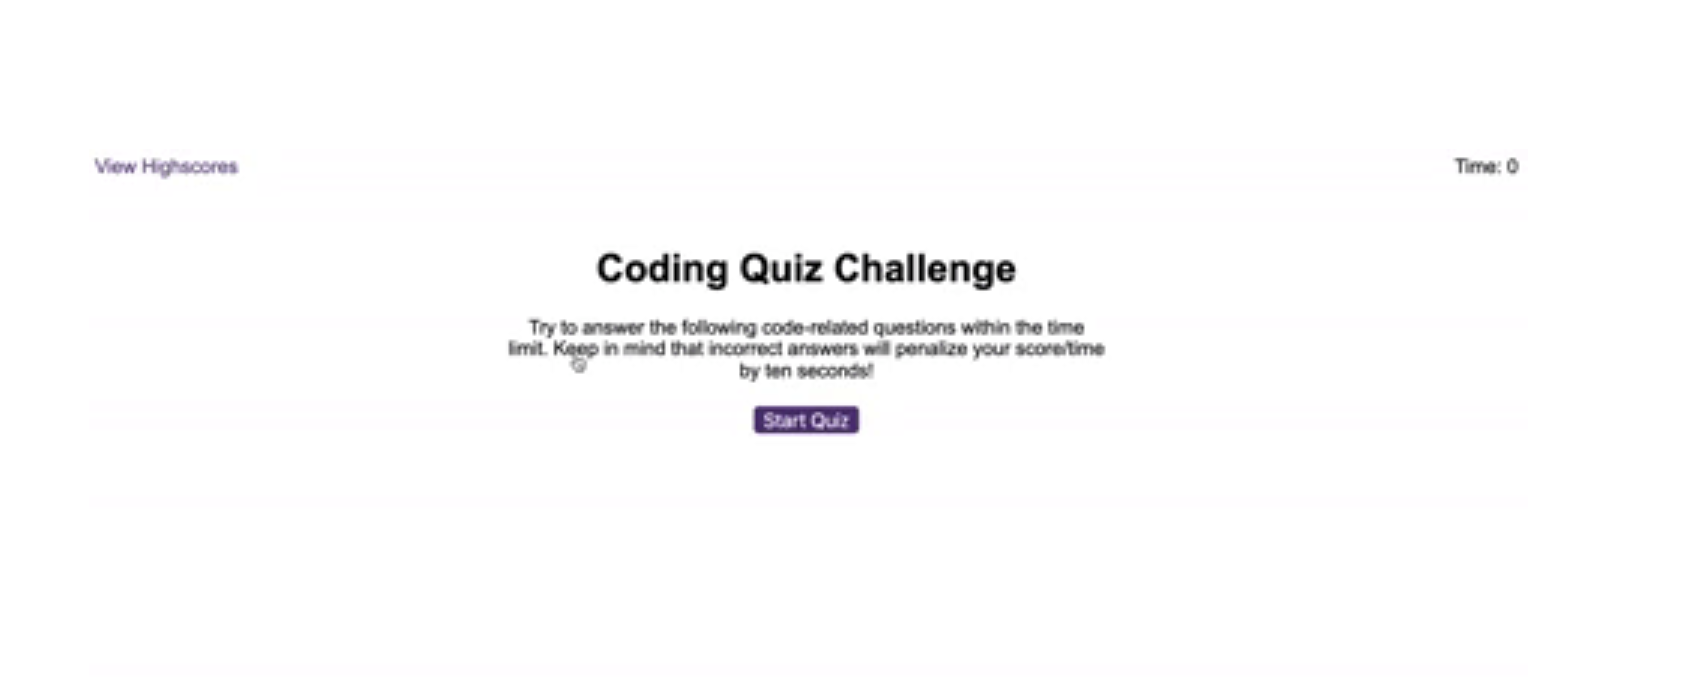 View Highscores
Time: 0
Coding Quiz Challenge
Try to answer the following code-related questions within the time
limit. Keep in mind that incorrect answers will penalize your score/time
by ten seconds!
Start Quiz